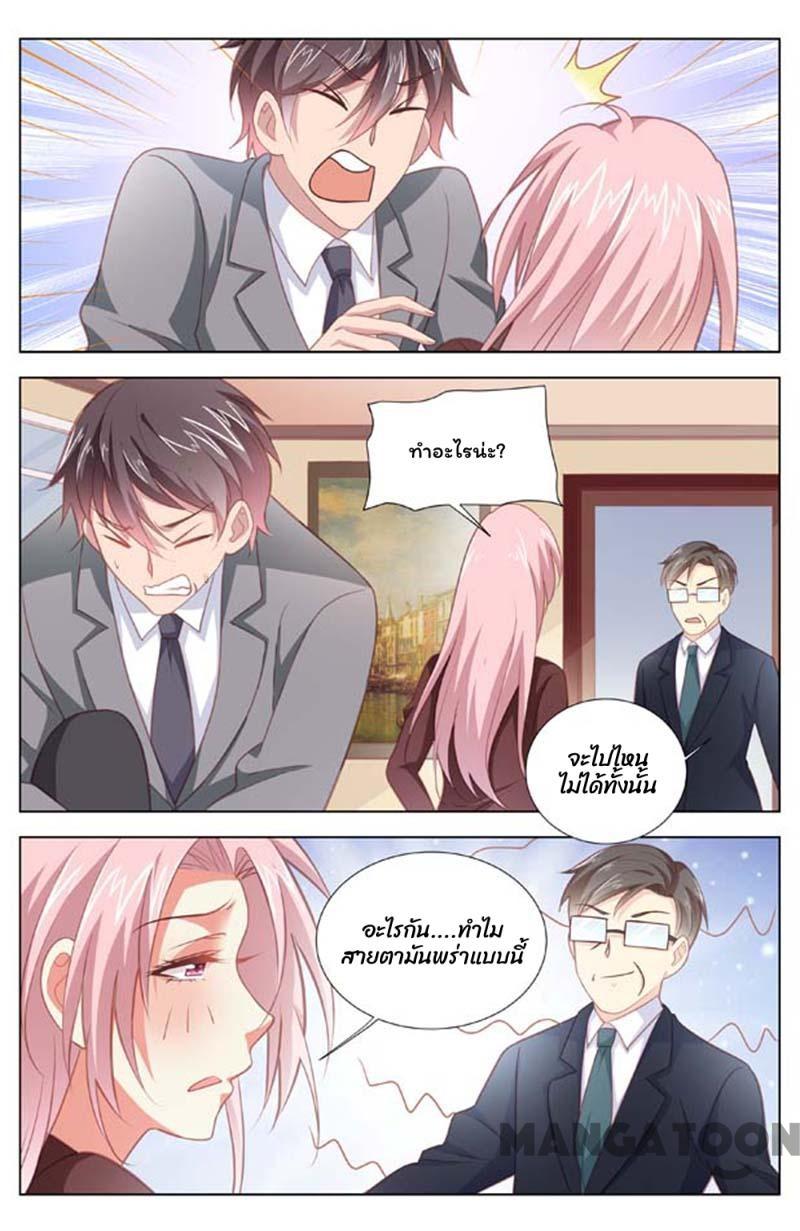 ทำอะไรน่ะ?
จะไปไหน
ไม่ได้ทั้งนั้น
อะไรกัน....ทำไม
สายตามันพร่าแบบนี้
MANGATOON